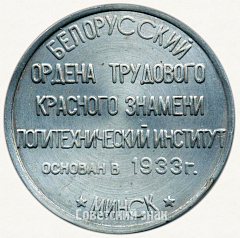 БЕЛОРУССКИЙ
ОРДЕНА ТРУДОВОГО
КРАСНОГО ЗНАМЕНИ
ПОЛИТЕХНИЧЕСКИЙ ИНСТИТУТ
ОСНОВАН В 1933г.
★ МИНСК ★
Советский знак